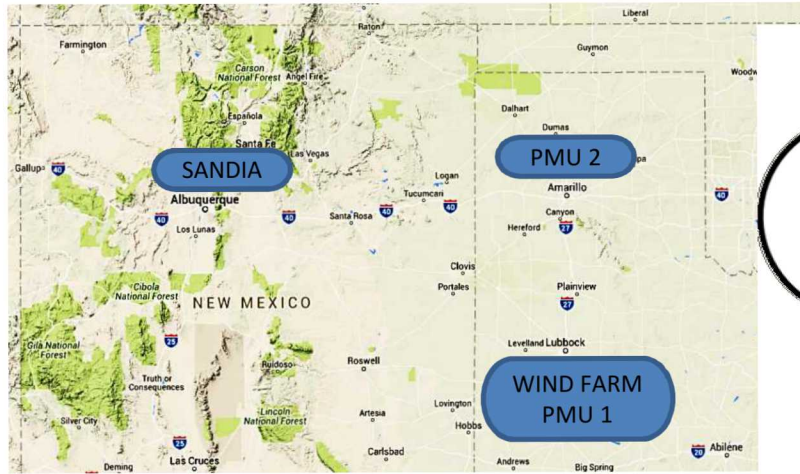 Liberal
Raton
Farmington
Guymon
Carson
National Forest
Angel Fire
Dalhart
Española
Dumas
Santa Fe
Las Vegas
PMU 2
SANDIA
Gallup
40
Logan
Amarillo
Tucumcari
40
Albuquerque
40
40
40
40
Santa Rosa
Canyon
27
Los Lunas
Hereford
Clovis
Cibola
National Forest
Portales
Plainview
NEW MEXICO
27
25
Gila National
Forest
Levelland
Lubbock
Ruidoso
Roswell
Truth or
Consequences
WIND FARM
PMU 1
Lincoln
National Forest
Lovington
Artesia
Silver City
Hobbs
25
Carlsbad
20
Abilene
Deming
Las Cruces
Andrews
Big Spring